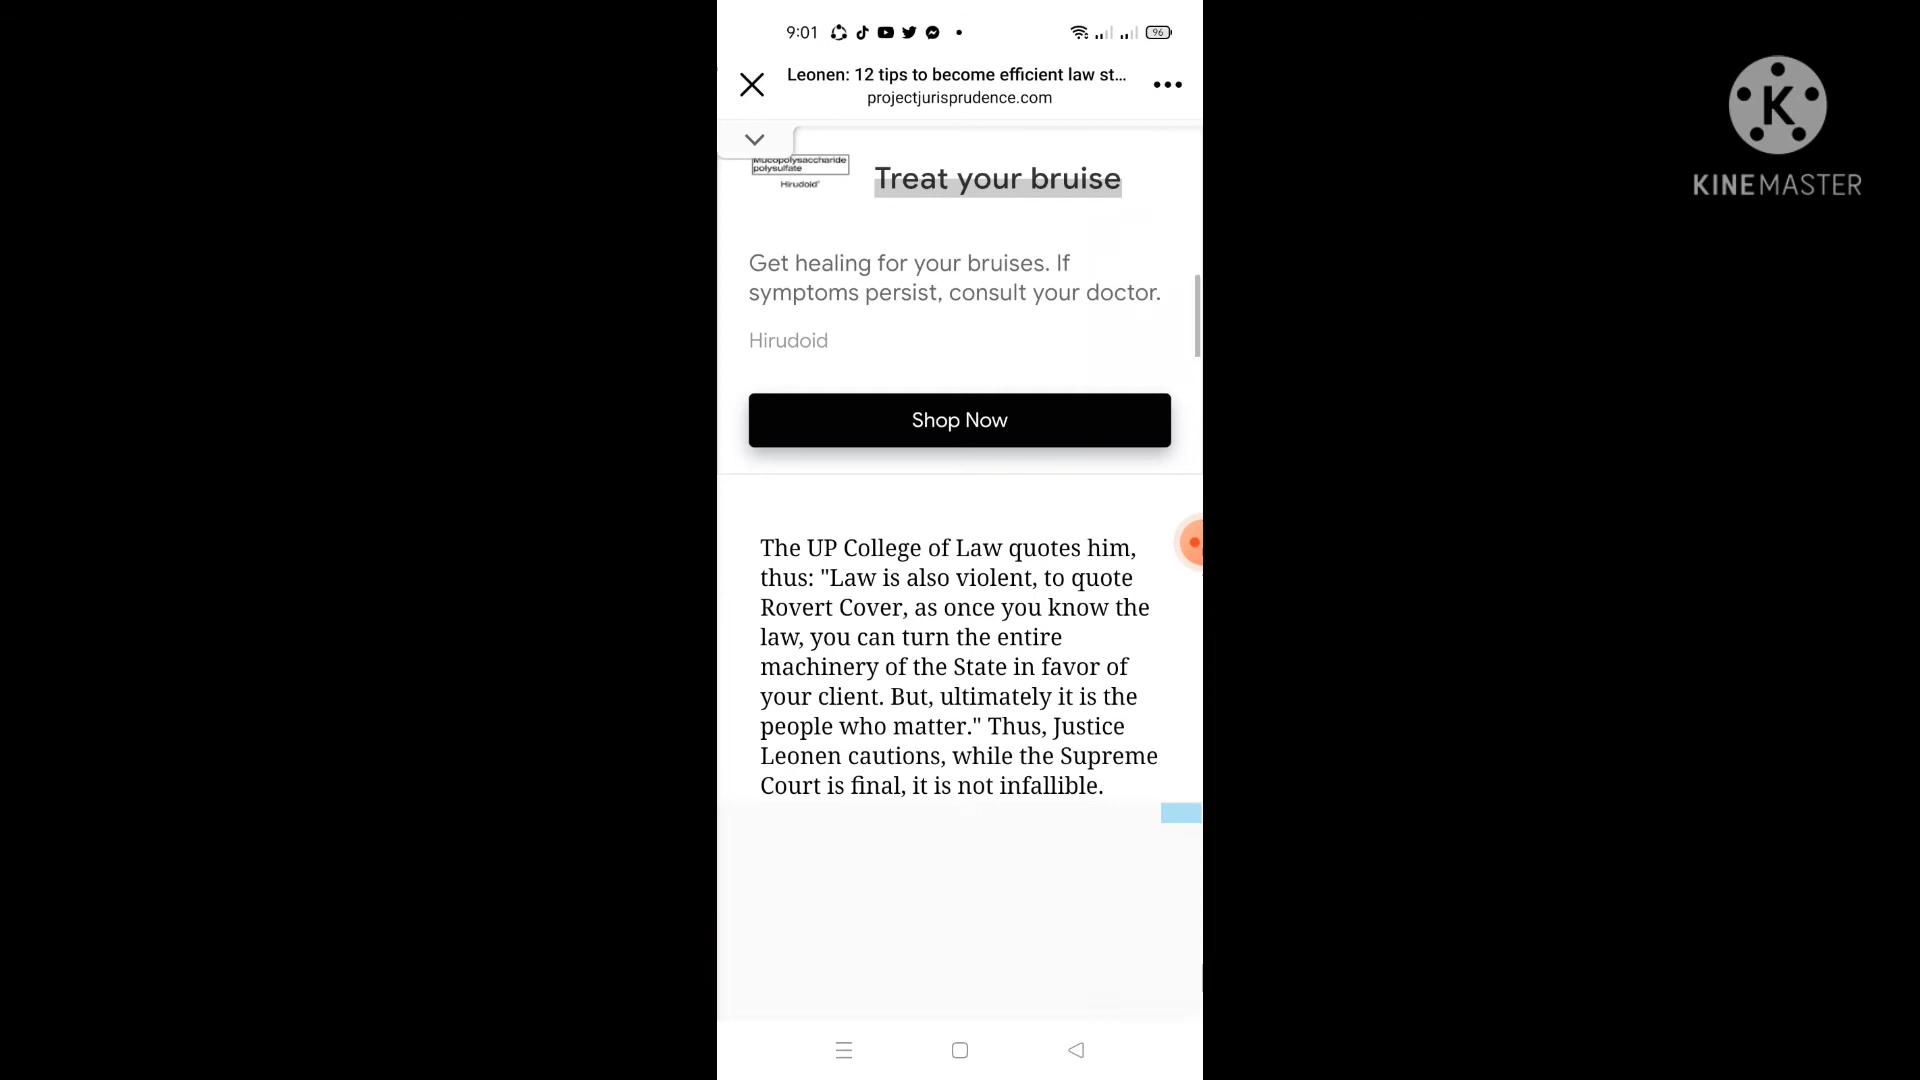 9:01
96
Leonen: 12 tips to become efficient law st...
projectjurisprudence.com
K
KINEMASTER
Mucopolysaccharide
polysulfate
Hirudoid®
Treat your bruise
Get healing for your bruises. If
symptoms persist, consult your doctor.
Hirudoid
Shop Now
The UP College of Law quotes him,
thus: "Law is also violent, to quote
Rovert Cover, as once you know the
law, you can turn the entire
machinery of the State in favor of
your client. But, ultimately it is the
people who matter." Thus, Justice
Leonen cautions, while the Supreme
Court is final, it is not infallible.